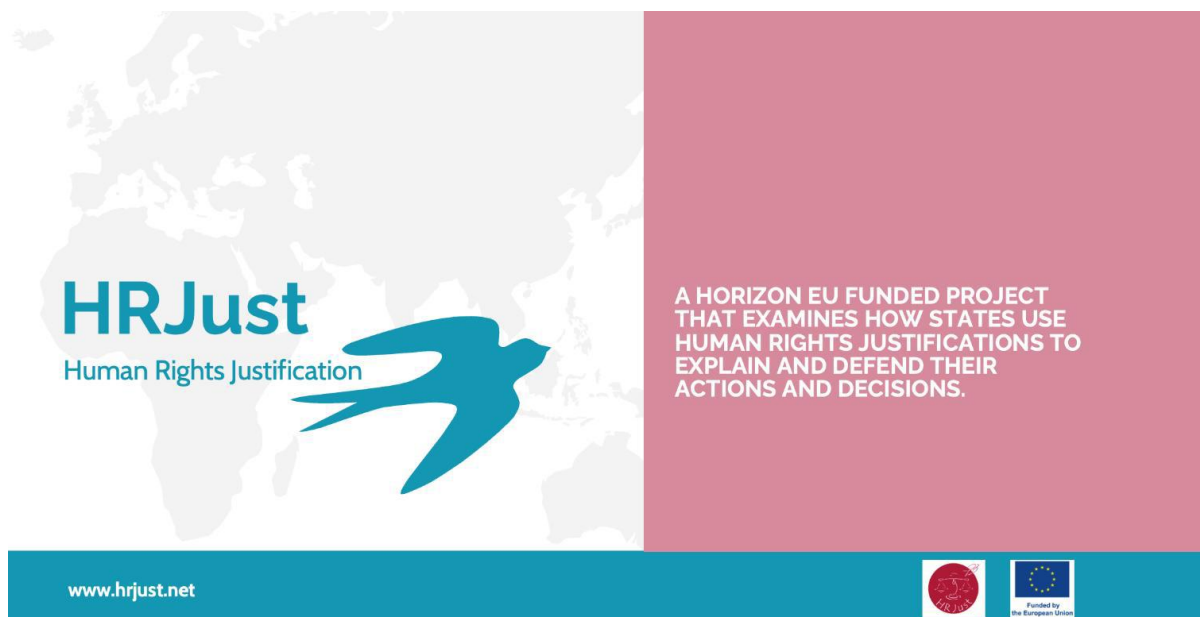 HRJust
Human Rights Justification
A HORIZON EU FUNDED PROJECT
THAT EXAMINES HOW STATES USE
HUMAN RIGHTS JUSTIFICATIONS TO
EXPLAIN AND DEFEND THEIR
ACTIONS AND DECISIONS.
www.hrjust.net
HRJust
Funded by
the European Union